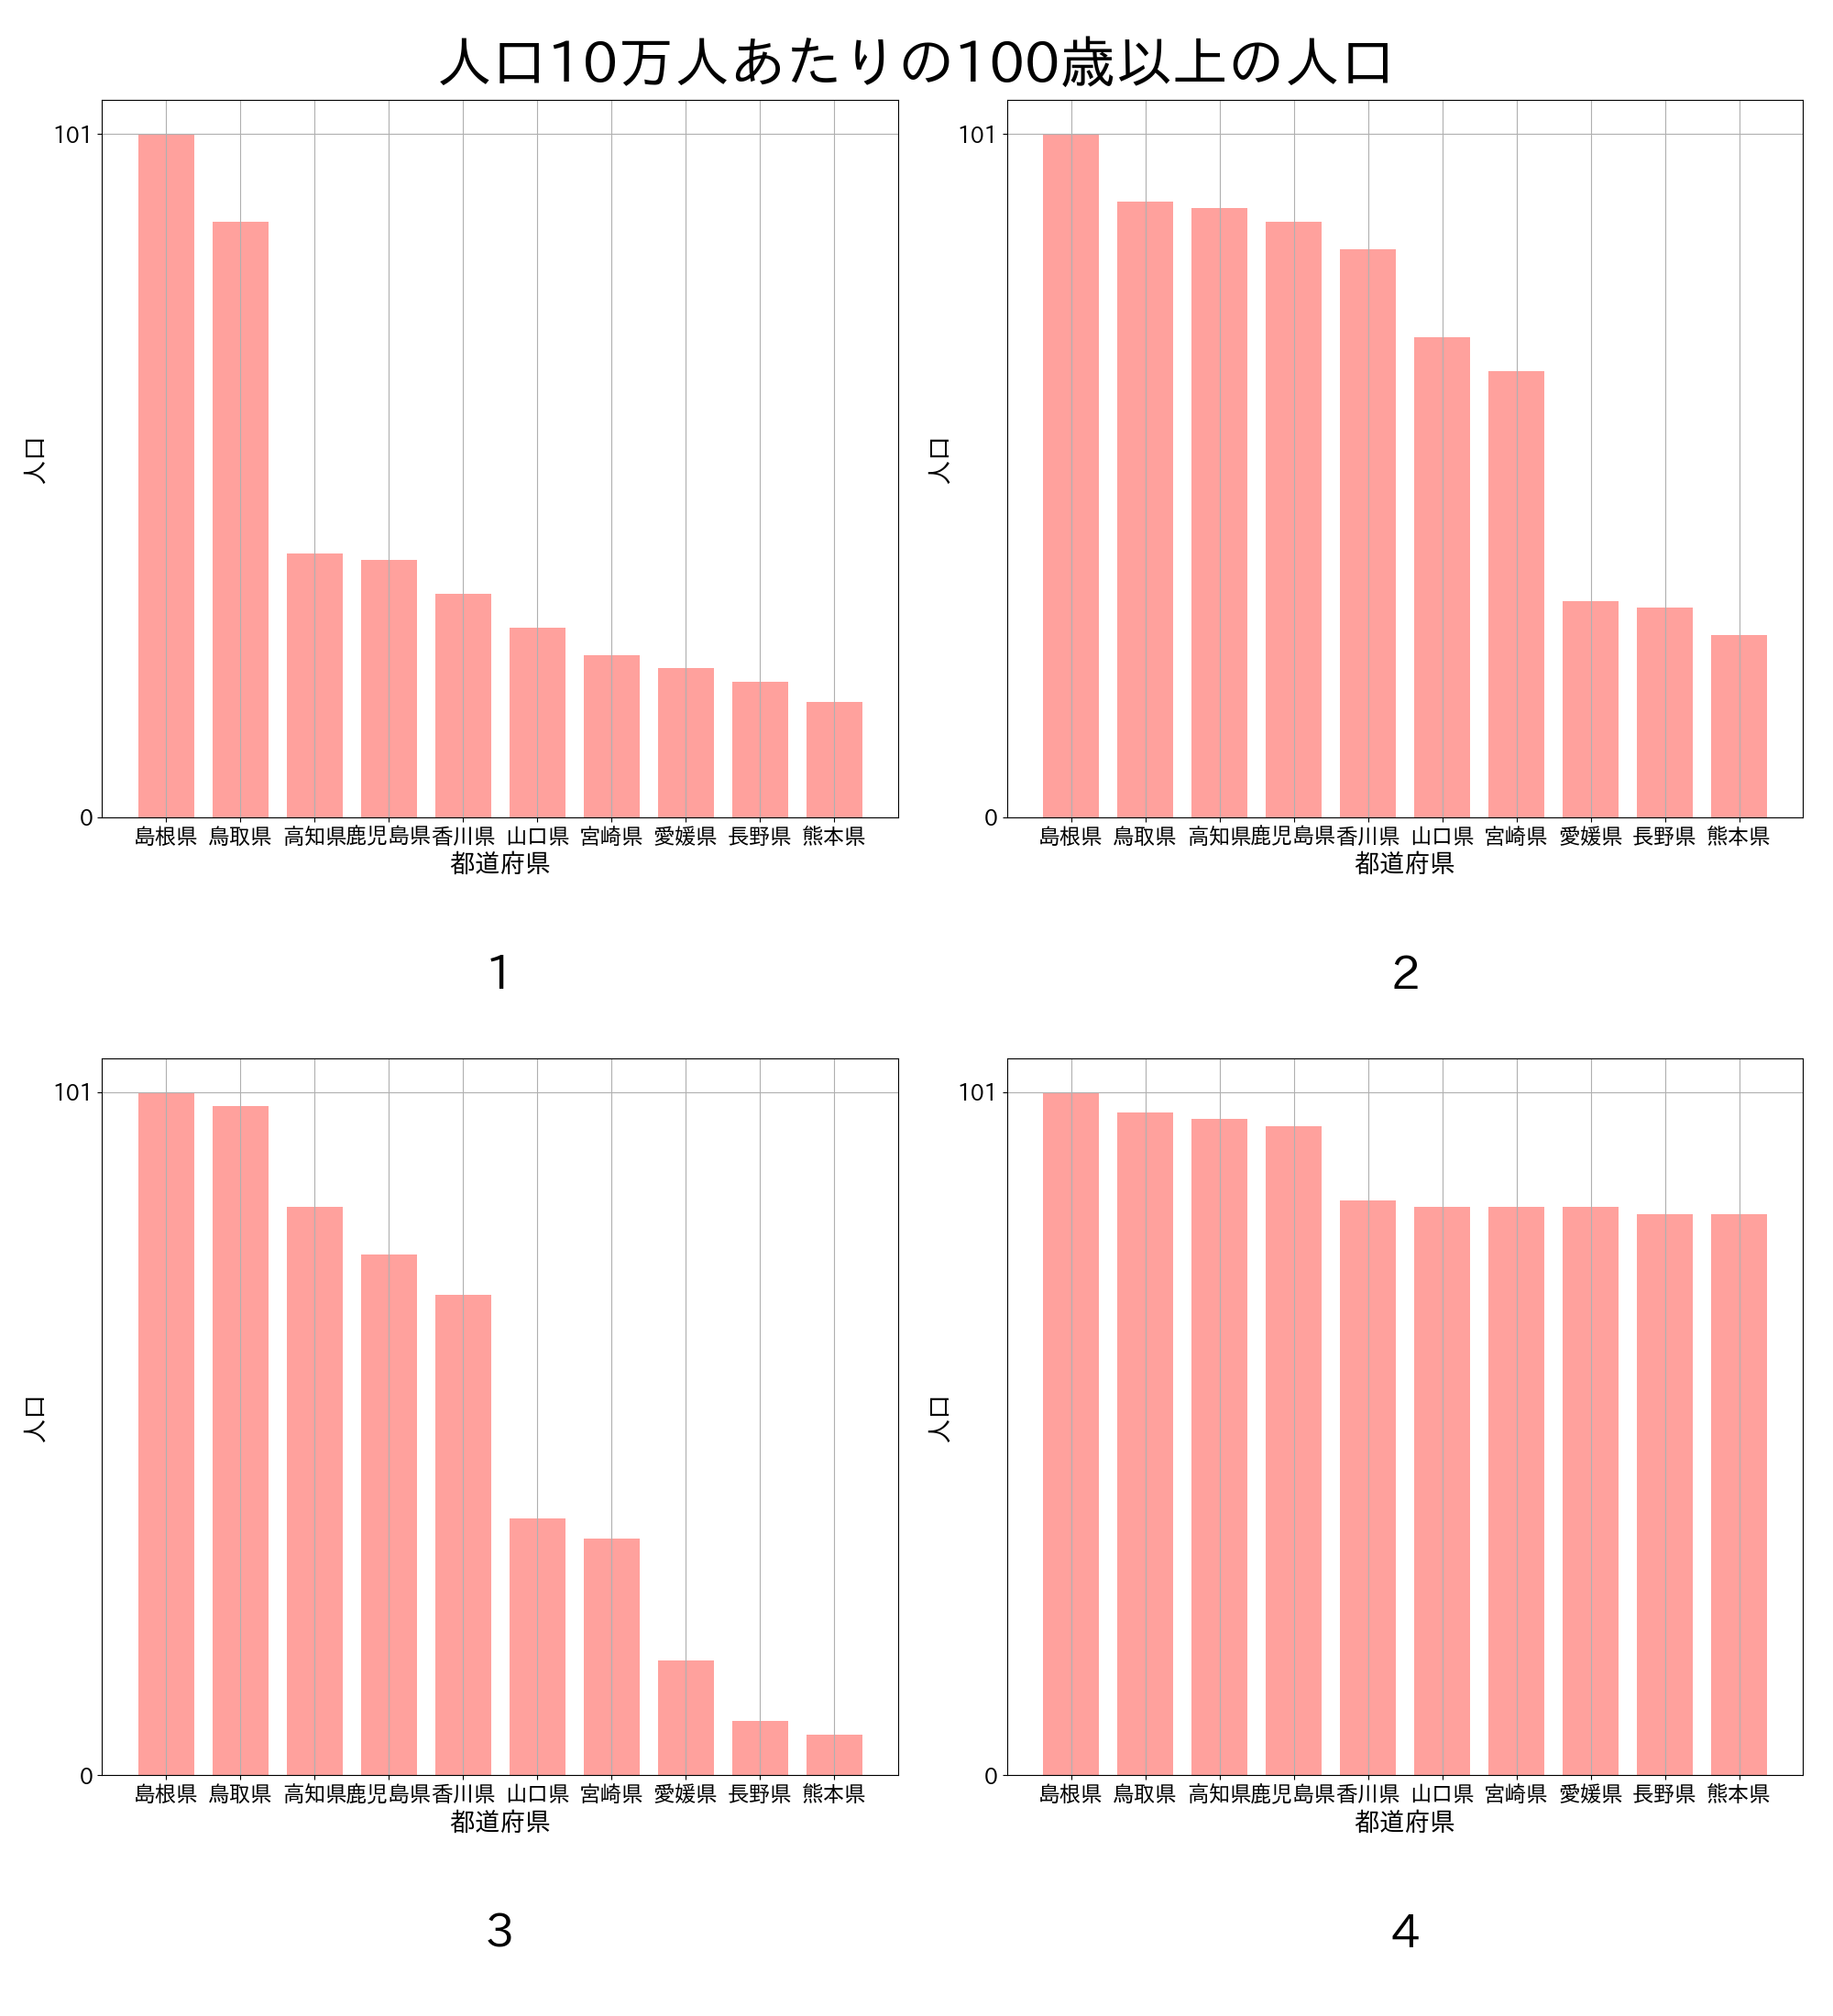 人口10万人あたりの100歳以上の人口
101
0
人口
島根県 鳥取県 高知県 鹿児島県 香川県 山口県 宮崎県 愛媛県 長野県 熊本県
都道府県
1
101
0
人口
島根県 鳥取県 高知県 鹿児島県 香川県 山口県 宮崎県 愛媛県 長野県 熊本県
都道府県
2
101
0
人口
島根県 鳥取県 高知県 鹿児島県 香川県 山口県 宮崎県 愛媛県 長野県 熊本県
都道府県
3
101
0
人口
島根県 鳥取県 高知県 鹿児島県 香川県 山口県 宮崎県 愛媛県 長野県 熊本県
都道府県
4